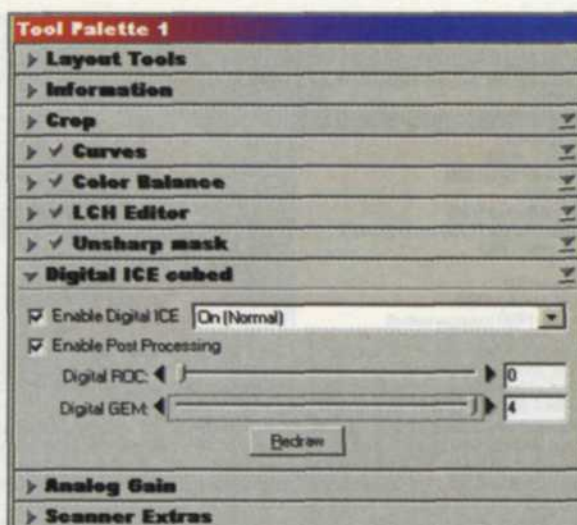 Tool Palette 1
Layout Tools
Information
Crop
Curves
Color Balance
LCH Editor
Unsharp mask
Digital ICE cubed
Enable Digital ICE On (Normal)
Enable Post Processing
Digital ROC: 0
Digital GEM: 4
Redraw
Analog Gain
Scanner Extras